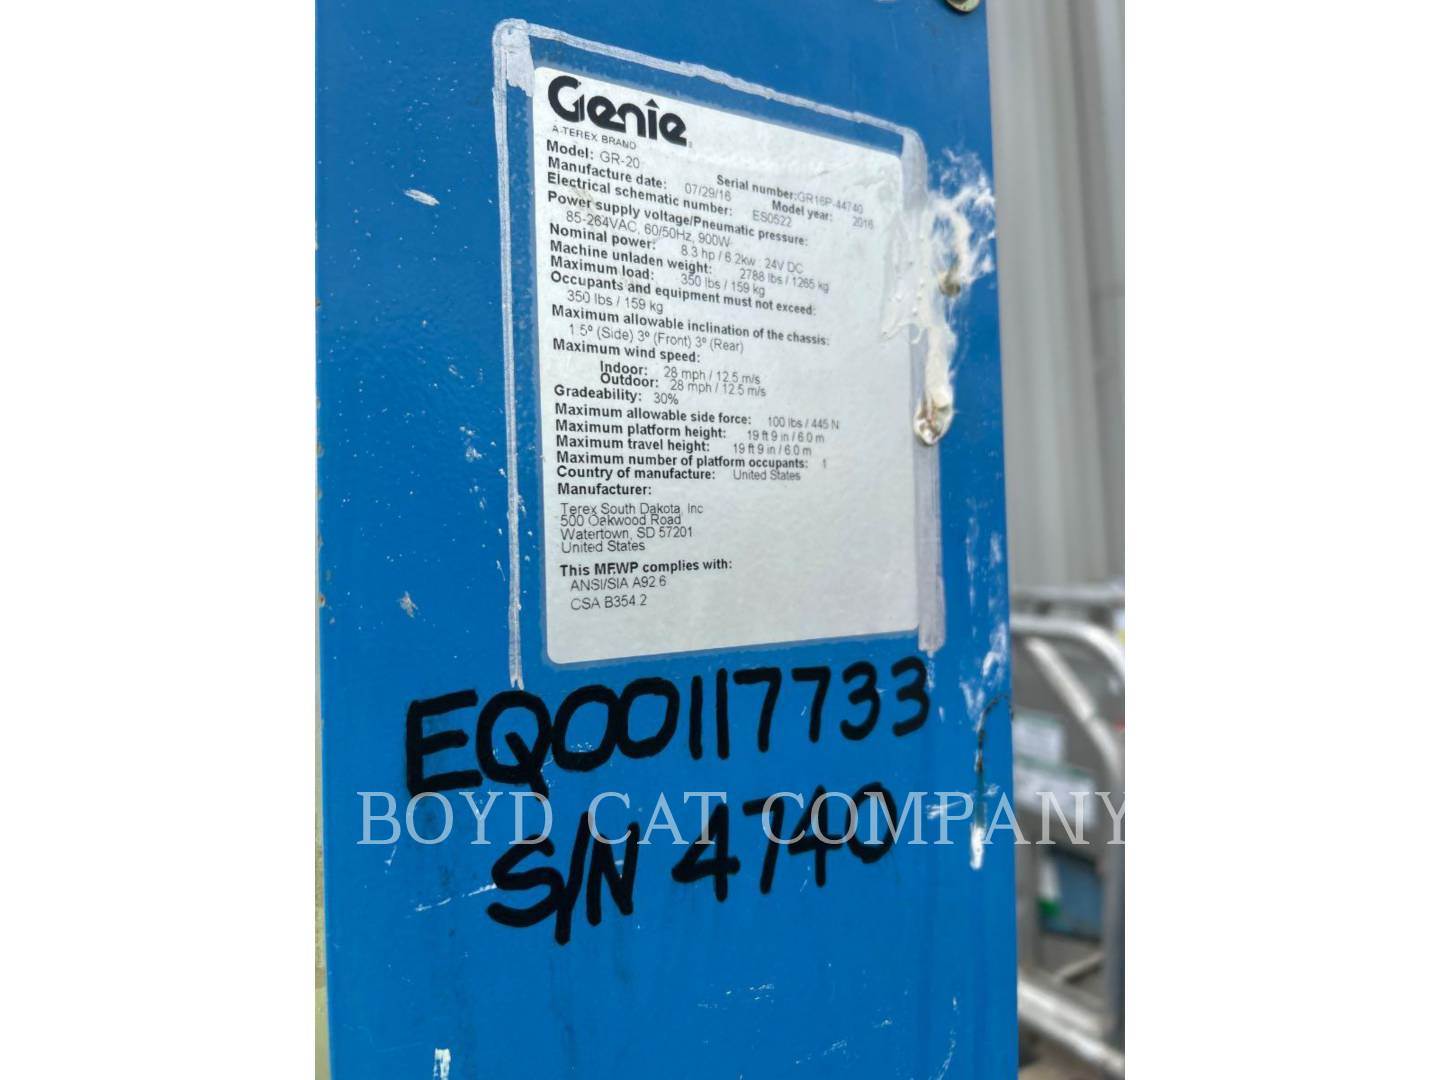 Genie
A TEREX BRAND
Model: GR-20 Serial number: GR16P-44740
Manufacture date: 07/29/16 Model year: 2016
Electrical schematic number: ES0522
Power supply voltage/Pneumatic pressure:
85-264VAC, 60/50Hz, 900W
Nominal power: 8.3 hp / 6.2kw : 24V DC
Machine unladen weight: 2788 lbs / 1265 kg
Maximum load: 350 lbs / 159 kg
Occupants and equipment must not exceed:
350 lbs / 159 kg
Maximum allowable inclination of the chassis:
1.5° (Side) 3° (Front) 3° (Rear)
Maximum wind speed:
Indoor: 28 mph / 12.5 m/s
Outdoor: 28 mph / 12.5 m/s
Gradeability: 30%
Maximum allowable side force: 100 lbs / 445 N
Maximum platform height: 19 ft 9 in / 6.0 m
Maximum travel height: 19 ft 9 in / 6.0 m
Maximum number of platform occupants: 1
Country of manufacture: United States
Manufacturer:
Terex South Dakota, Inc
500 Oakwood Road
Watertown, SD 57201
United States
This MEWP complies with:
ANSI/SIA A92.6
CSA B354.2
EQ00117733
BOYD CAT COMPANY
S/N 4740